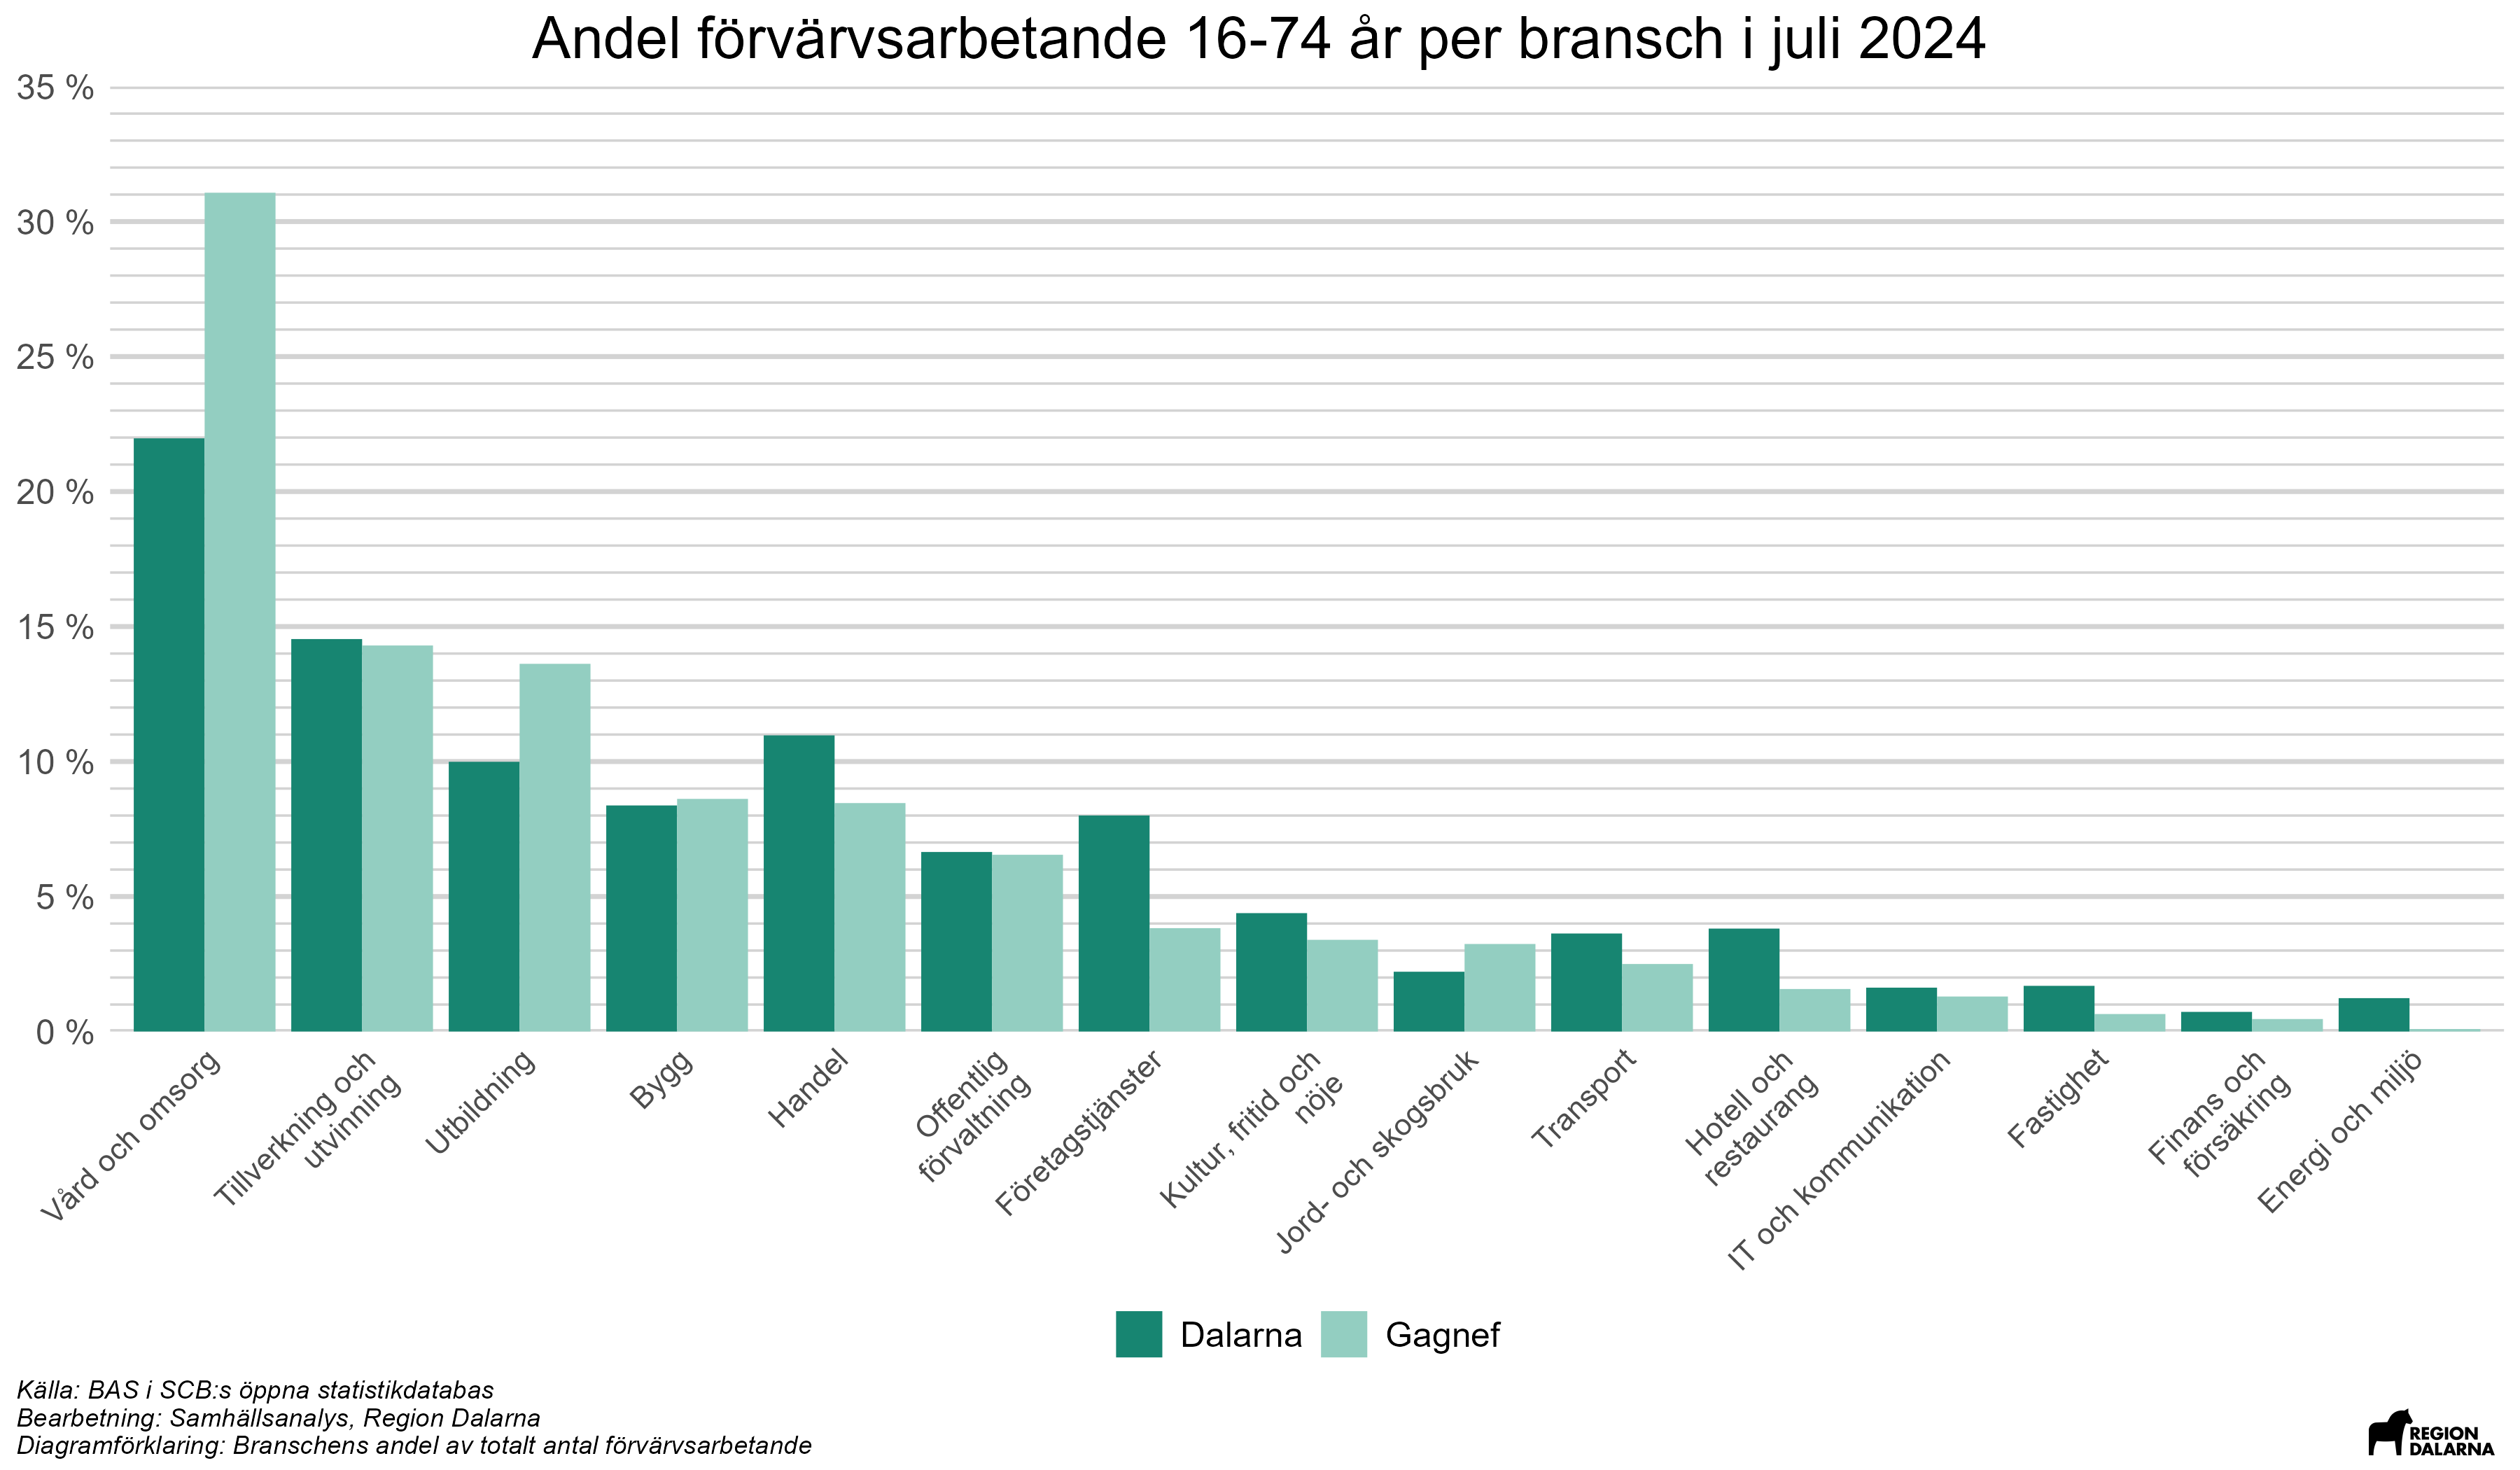 Andel förvärvsarbetande 16-74 år per bransch i juli 2024
35 %
30 %
25 %
20 %
15 %
10 %
5 %
0 %
Vård och omsorg
Tillverkning och
utvinning
Utbildning
Bygg
Handel
Offentlig
förvaltning
Företagstjänster
Kultur, fritid och
nöje
Jord- och skogsbruk
Transport
Hotell och
restaurang
IT och kommunikation
Fastighet
Finans och
försäkring
Energi och miljö
Dalarna
Gagnef
Källa: BAS i SCB:s öppna statistikdatabas
Bearbetning: Samhällsanalys, Region Dalarna
Diagramförklaring: Branschens andel av totalt antal förvärvsarbetande
REGION
DALARNA